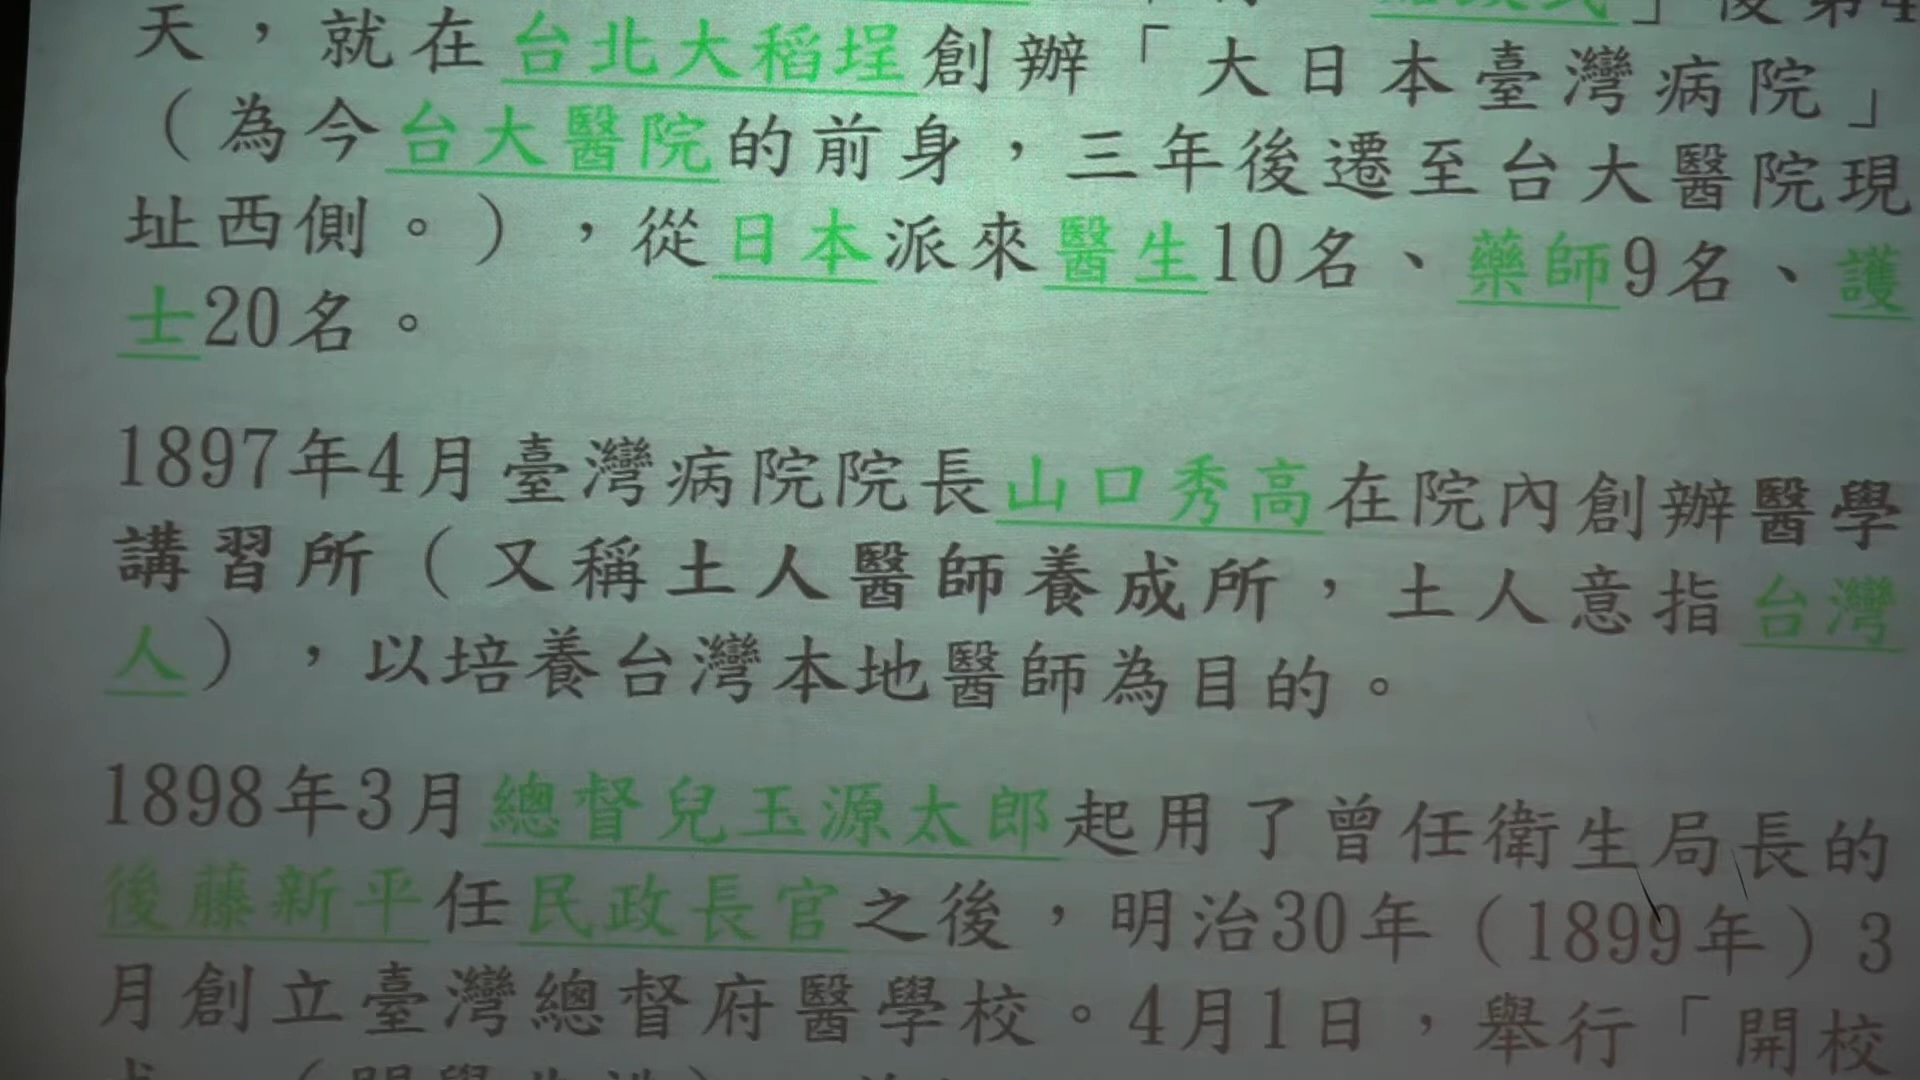 」後第4
天，就在台北大稻埕創辦「大日本臺灣病院」
（為今台大醫院的前身，三年後遷至台大醫院現
址西側。），從日本派來醫生10名、藥師9名、護
士20名。
1897年4月臺灣病院院長山口秀高在院內創辦醫學
講習所（又稱土人醫師養成所，土人意指台灣
人），以培養台灣本地醫師為目的。
1898年3月總督兒玉源太郎起用了曾任衛生局長的
後藤新平任民政長官之後，明治30年（1899年）3
月創立臺灣總督府醫學校。4月1日，舉行「開校